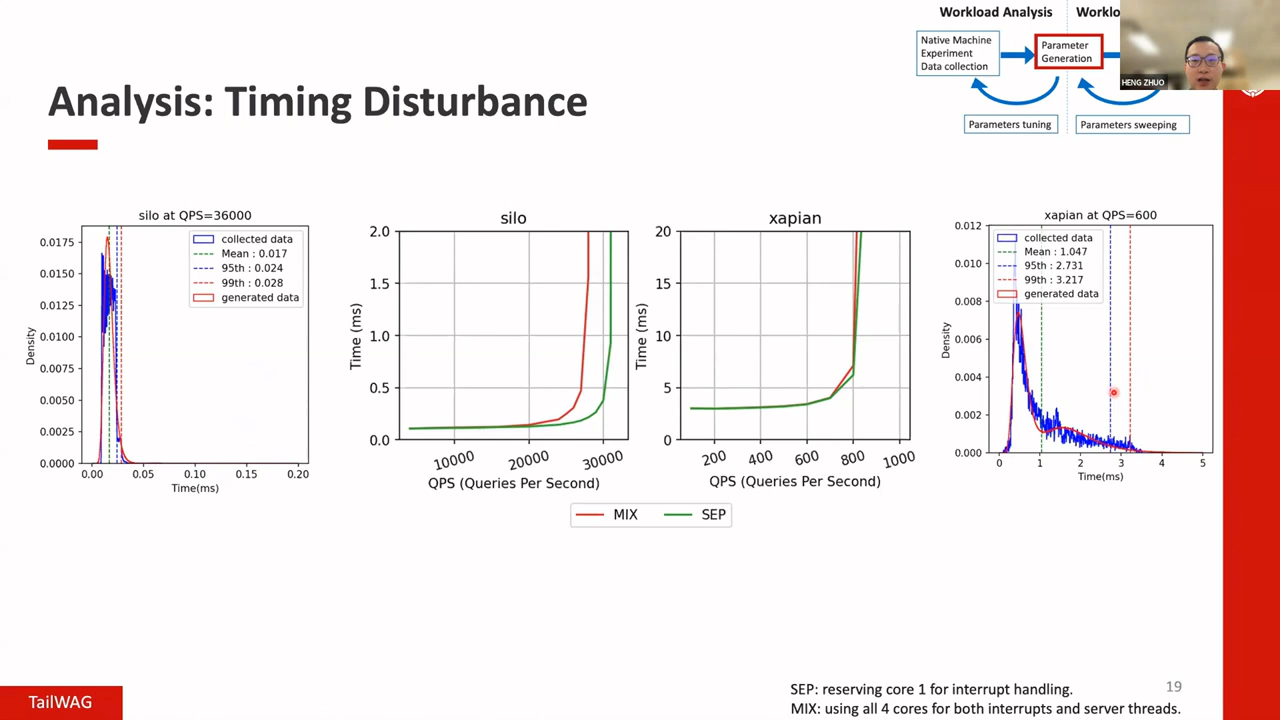 Workload Analysis
Native Machine
Experiment
Data collection
Parameter
Generation
Parameters tuning
Parameters sweeping
HENG ZHUO
Analysis: Timing Disturbance
silo at QPS=36000
collected data
Mean : 0.017
95th : 0.024
99th : 0.028
generated data
Density
0.0175
0.0150
0.0125
0.0100
0.0075
0.0050
0.0025
0.0000
0.00 0.05 0.10 0.15 0.20
Time(ms)
silo
Time (ms)
2.0
1.5
1.0
0.5
0.0
10000 20000 30000
QPS (Queries Per Second)
xapian
Time (ms)
20
15
10
5
0
200 400 600 800 1000
QPS (Queries Per Second)
MIX SEP
xapian at QPS=600
collected data
Mean : 1.047
95th : 2.731
99th : 3.217
generated data
Density
0.012
0.010
0.008
0.006
0.004
0.002
0.000
0 1 2 3 4 5
Time(ms)
TailWAG
SEP: reserving core 1 for interrupt handling.
MIX: using all 4 cores for both interrupts and server threads.
19